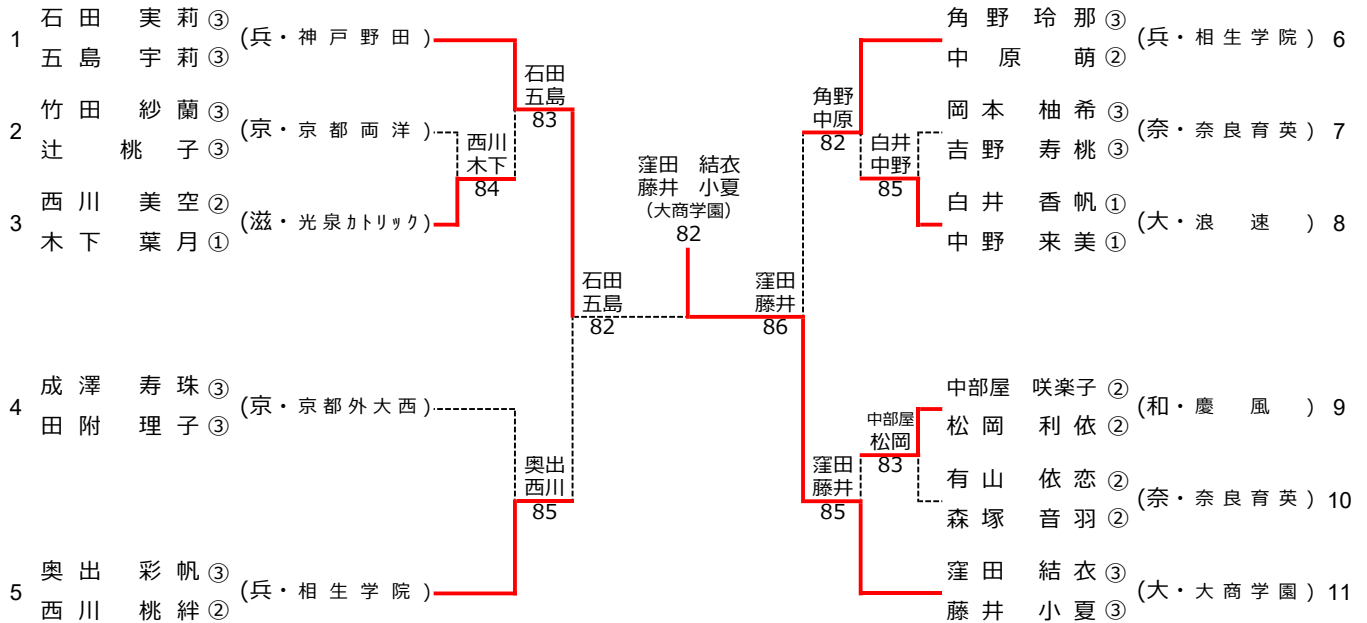 1 石田 実莉③ (兵・神戸野田)
五島 宇莉③
2 竹田 紗蘭③ (京・京都両洋)
辻 桃子③
3 西川 美空② (滋・光泉カトリック)
木下 葉月①
4 成澤 寿珠③ (京・京都外大西)
田附 理子③
5 奥出 彩帆③ (兵・相生学院)
西川 桃絆②
石田
五島
83
西川
木下
84
石田
五島
82
奥出
西川
85
窪田 結衣
藤井 小夏
(大商学園)
82
窪田
藤井
86
角野
中原
82
白井
中野
85
中部屋
松岡
83
窪田
藤井
85
角野玲那③ (兵・相生学院) 6
中原 萌②
岡本 柚希③ (奈・奈良育英) 7
吉野 寿桃③
白井 香帆① (大・浪速) 8
中野 来美①
中部屋 咲楽子② (和・慶風) 9
松岡 利依②
有山 依恋② (奈・奈良育英) 10
森塚 音羽②
窪田 結衣③ (大・大商学園) 11
藤井 小夏③